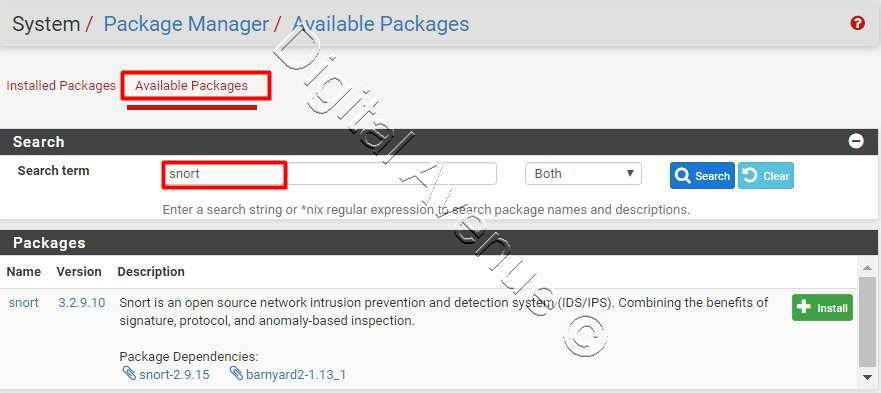 System / Package Manager / Available Packages
Installed Packages Available Packages
Search
Search term snort Both Search Clear
Enter a search string or *nix regular expression to search package names and descriptions.
Packages
Name Version Description
snort 3.2.9.10 Snort is an open source network intrusion prevention and detection system (IDS/IPS). Combining the benefits of Install
signature, protocol, and anomaly-based inspection.
Package Dependencies:
snort-2.9.15 barnyard2-1.13_1
Digital Avenue ©